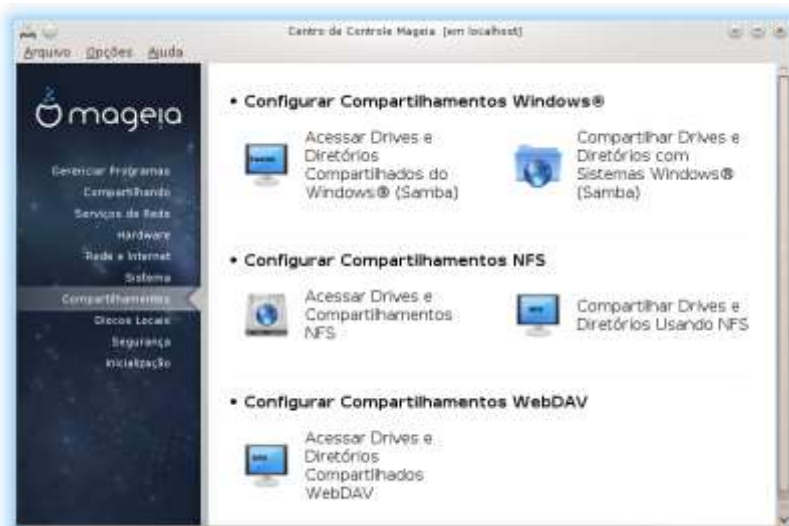 Centro de Controle Mageia [em localhost]
Arquivo Opções Ajuda
mageia
Gerenciar Programas
Compartilhando
Serviços de Rede
Hardware
Rede e Internet
Sistema
Compartilhamentos
Discos Locais
Segurança
Inicialização
• Configurar Compartilhamentos Windows®
Acessar Drives e
Diretórios
Compartilhados do
Windows® (Samba)
Compartilhar Drives e
Diretórios com
Sistemas Windows®
(Samba)
• Configurar Compartilhamentos NFS
Acessar Drives e
Compartilhamentos
NFS
Compartilhar Drives e
Diretórios Usando NFS
• Configurar Compartilhamentos WebDAV
Acessar Drives e
Diretórios
Compartilhados
WebDAV